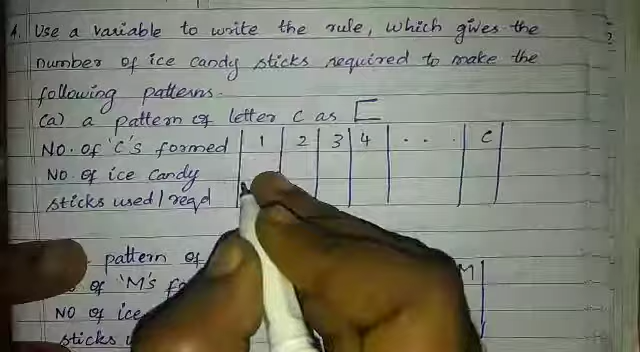 1. Use a variable to write the rule, which gives the
number of ice candy sticks required to make the
following patterns.
(a) a pattern of letter C as
No. of 'C's formed 1 2 3 4 . . . C
No. of ice candy
sticks used / reqd
pattern of
of 'M's M
NO of ice
sticks